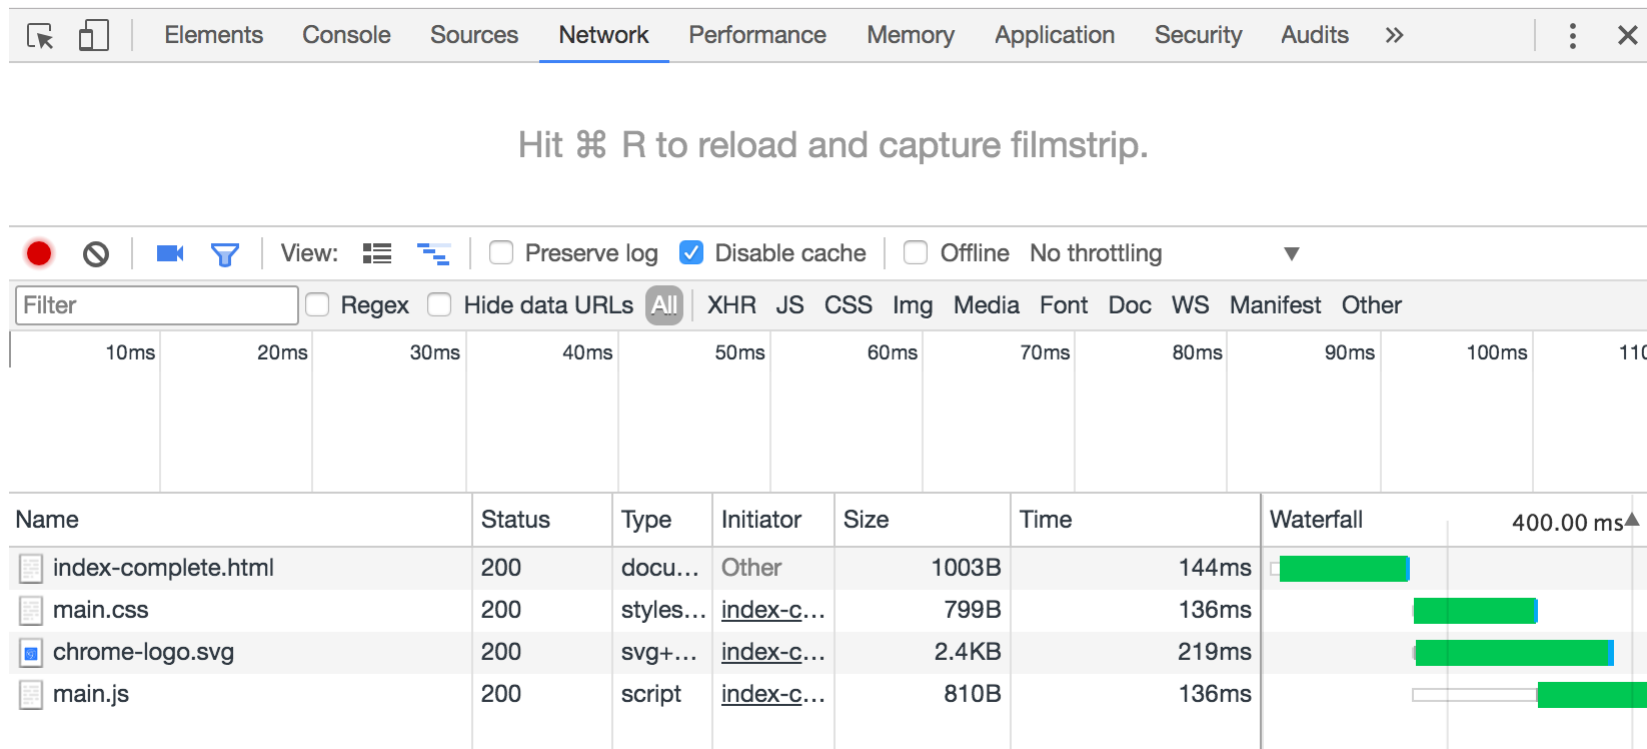 Elements Console Sources Network Performance Memory Application Security Audits »
Hit ⌘ R to reload and capture filmstrip.
View: Preserve log Disable cache Offline No throttling ▼
Filter Regex Hide data URLs All XHR JS CSS Img Media Font Doc WS Manifest Other
10ms 20ms 30ms 40ms 50ms 60ms 70ms 80ms 90ms 100ms 110
Name Status Type Initiator Size Time Waterfall 400.00 ms▲
index-complete.html 200 docu... Other 1003B 144ms
main.css 200 styles... index-c... 799B 136ms
chrome-logo.svg 200 svg+... index-c... 2.4KB 219ms
main.js 200 script index-c... 810B 136ms